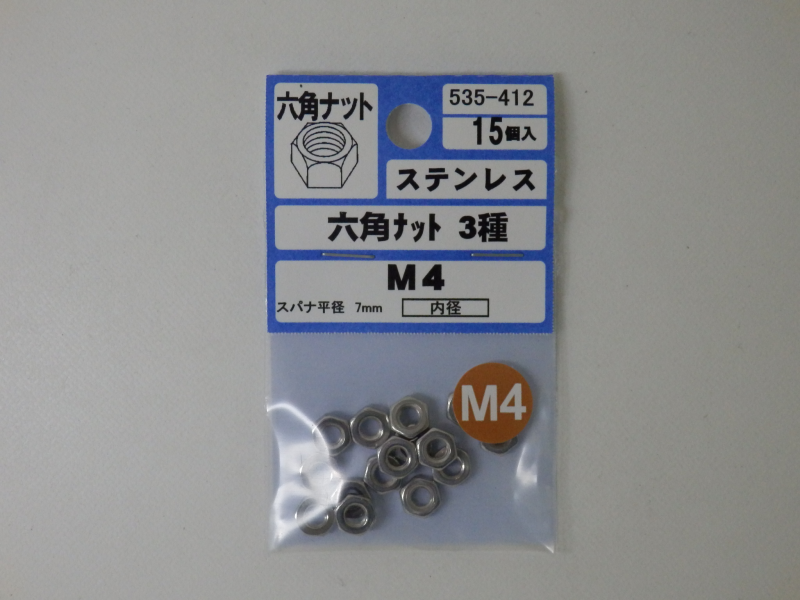 六角ナット
535-412
15個入
ステンレス
六角ナット 3種
M4
スパナ平径 7mm 内径
M4